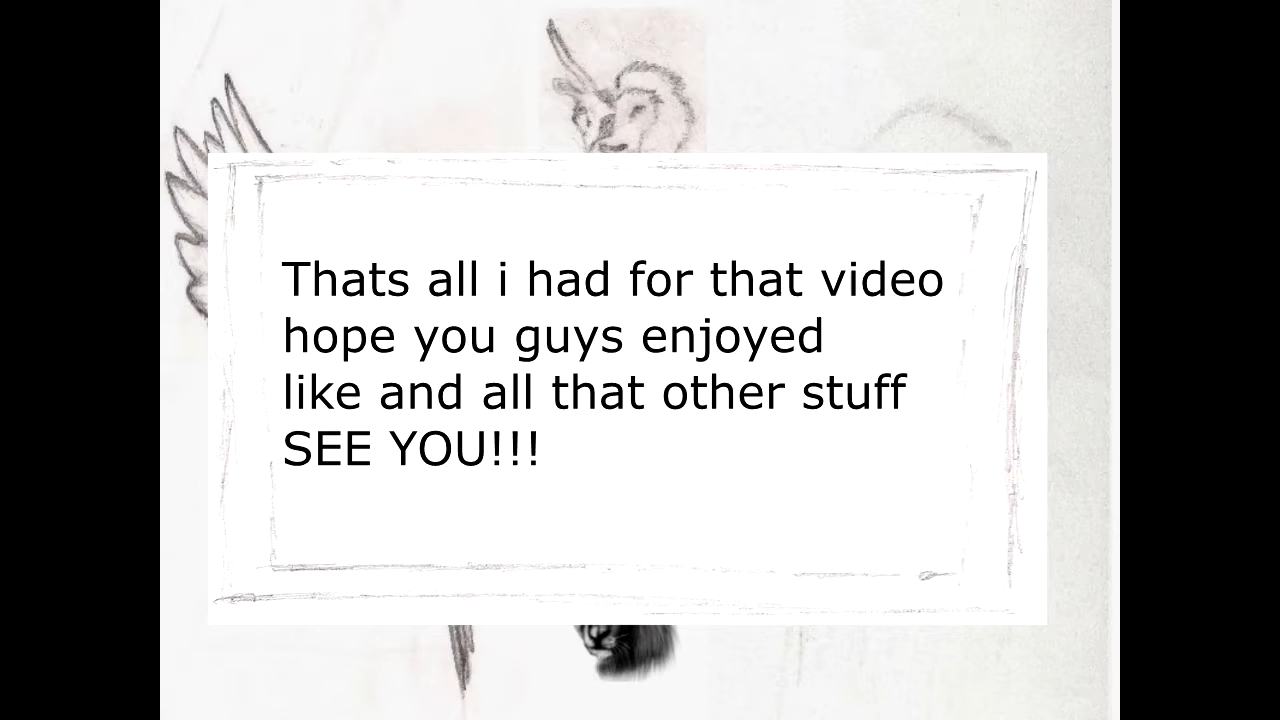 Thats all i had for that video
hope you guys enjoyed
like and all that other stuff
SEE YOU!!!